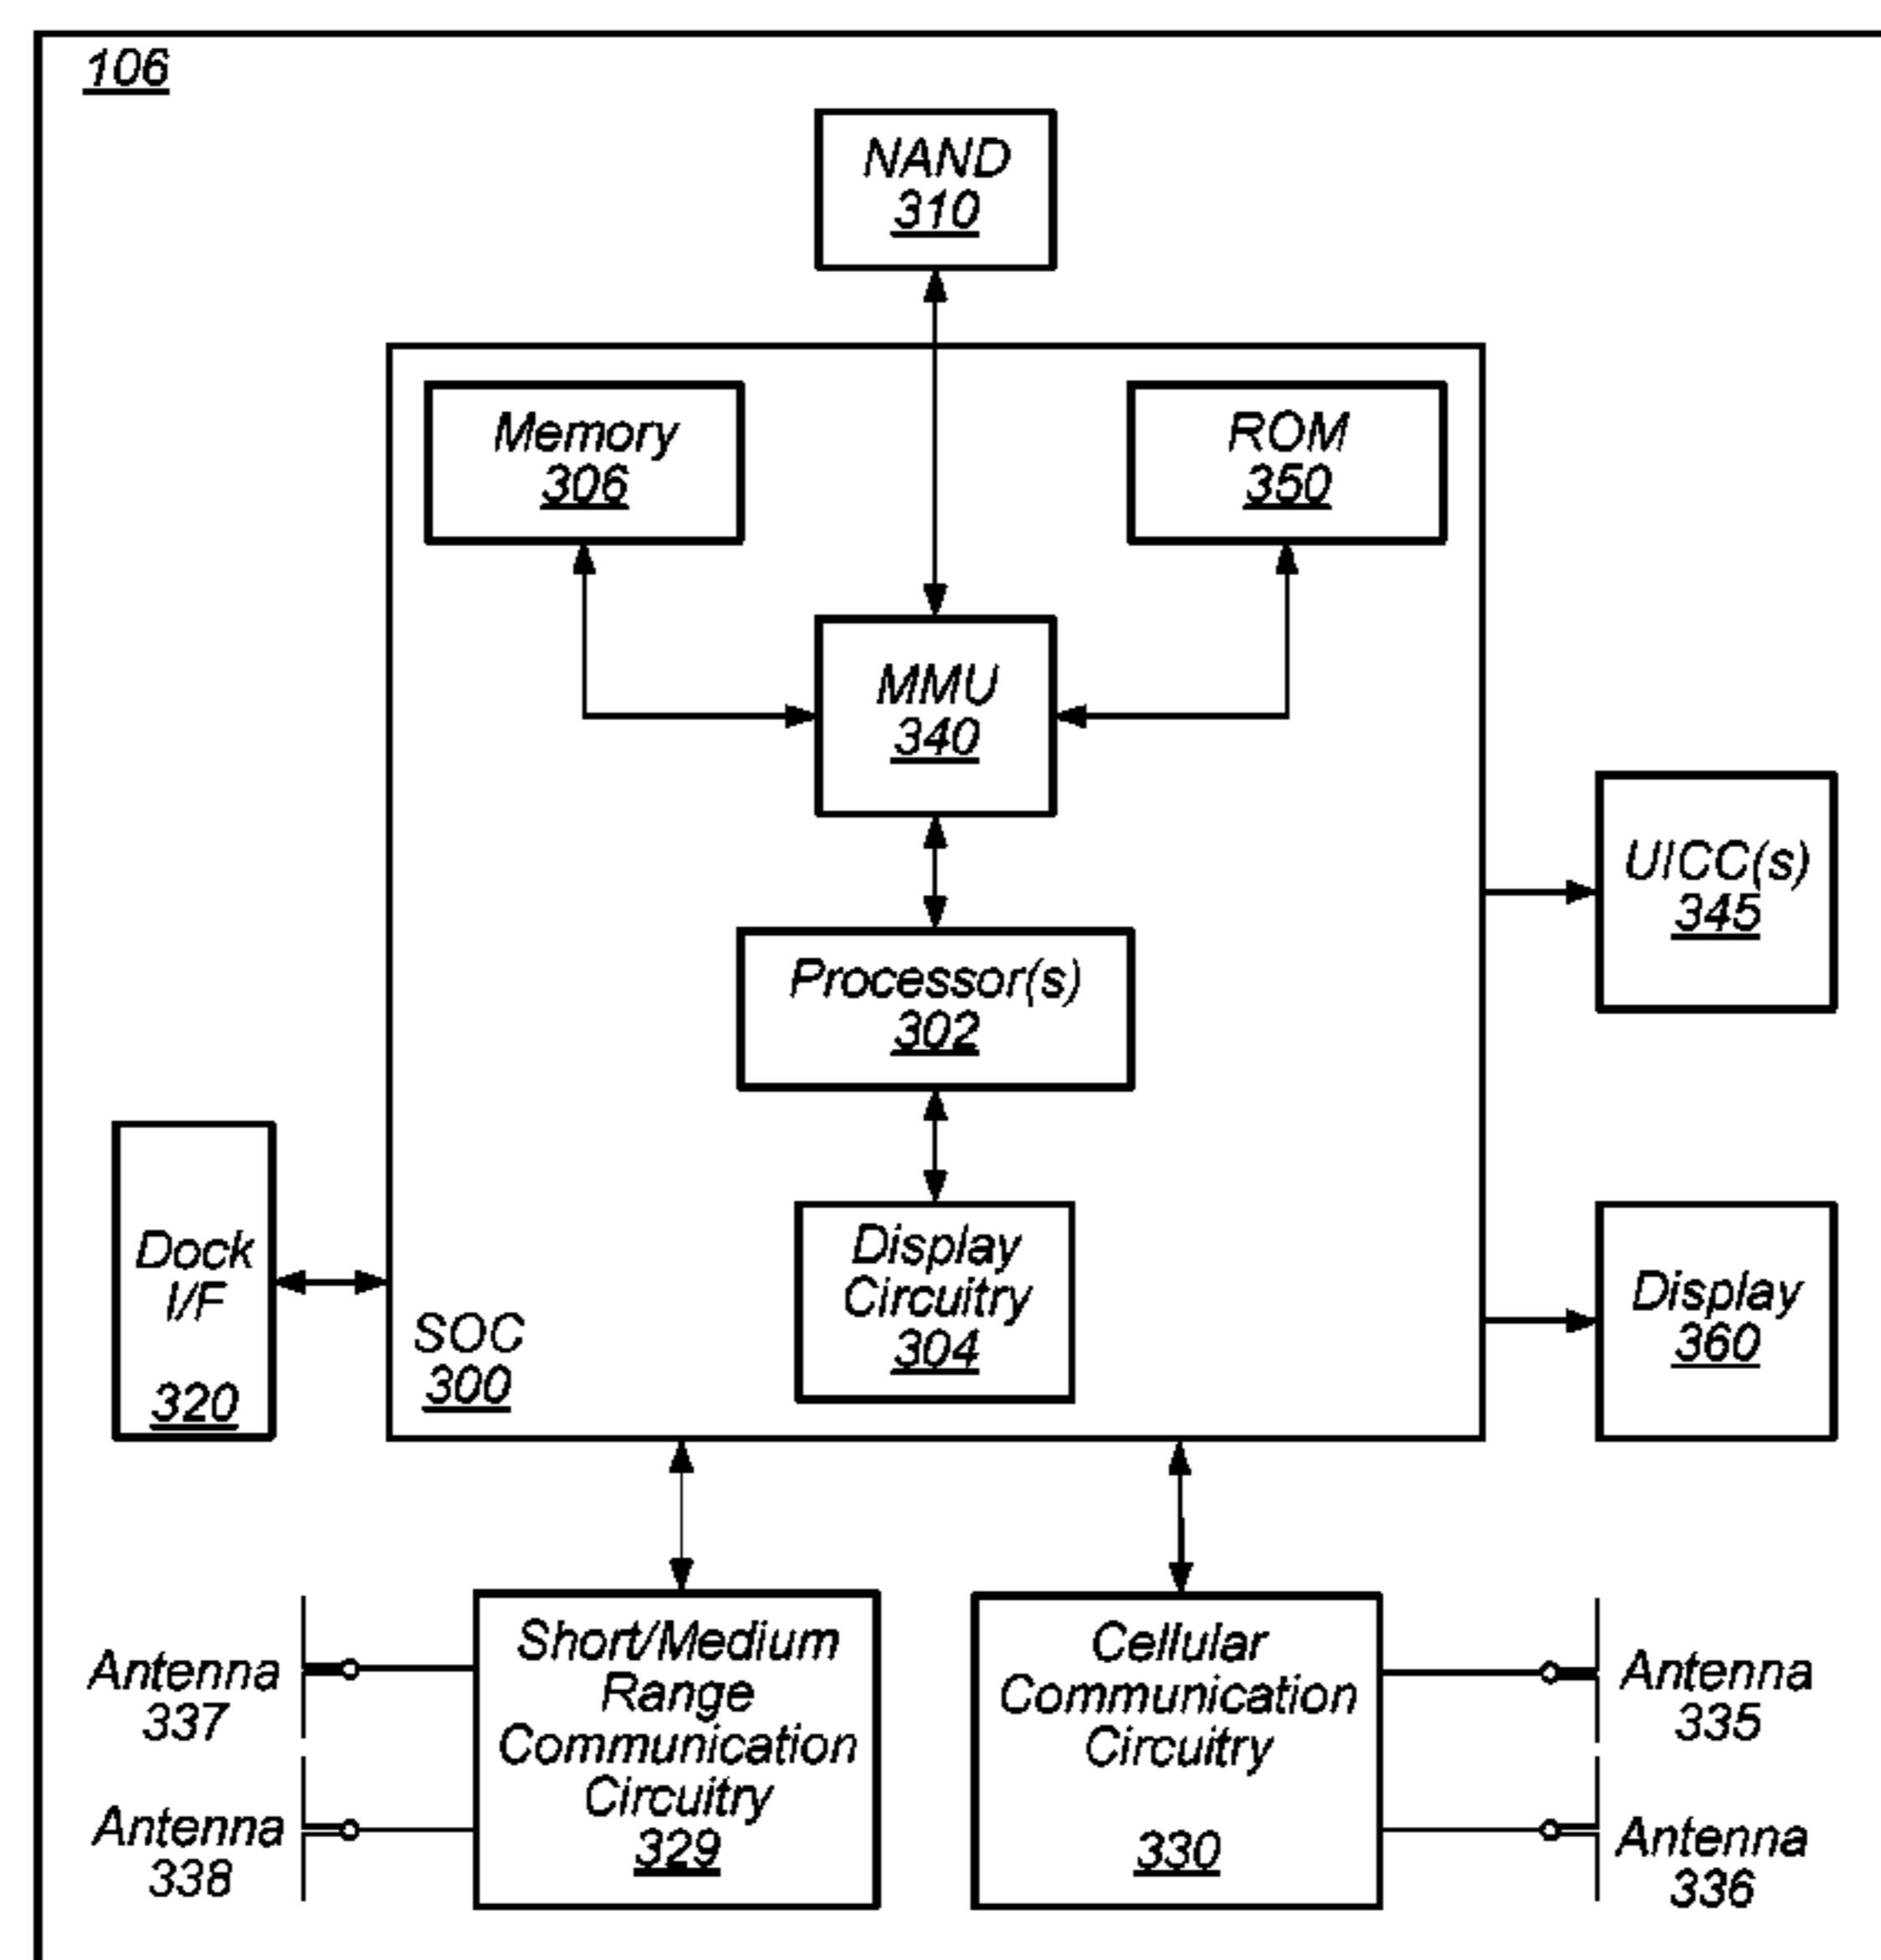 106
NAND
310
Memory
306
ROM
350
MMU
340
UICC(s)
345
Processor(s)
302
Dock
I/F
320
SOC
300
Display
Circuitry
304
Display
360
Antenna
337
Antenna
338
Short/Medium
Range
Communication
Circuitry
329
Cellular
Communication
Circuitry
330
Antenna
335
Antenna
336